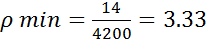 ρ min = 14/4200 = 3.33